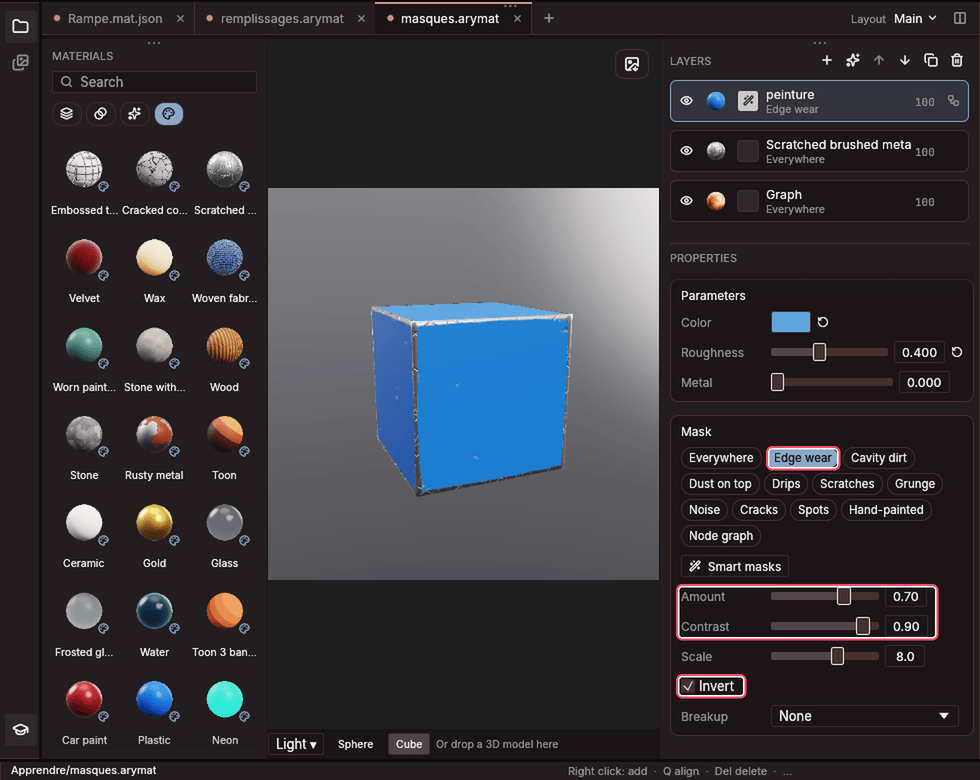 Rampe.mat.json
remplissages.arymat
masques.arymat
Layout Main
MATERIALS
Search
Embossed t... Cracked co... Scratched ...
Velvet Wax Woven fabr...
Worn paint... Stone with... Wood
Stone Rusty metal Toon
Ceramic Gold Glass
Frosted gl... Water Toon 3 ban...
Car paint Plastic Neon
Light Sphere Cube Or drop a 3D model here
LAYERS
peinture
Edge wear
100
Scratched brushed meta
Everywhere
100
Graph
Everywhere
100
PROPERTIES
Parameters
Color
Roughness 0.400
Metal 0.000
Mask
Everywhere Edge wear Cavity dirt
Dust on top Drips Scratches Grunge
Noise Cracks Spots Hand-painted
Node graph
Smart masks
Amount 0.70
Contrast 0.90
Scale 8.0
Invert
Breakup None
Apprendre/masques.arymat
Right click: add · Q align · Del delete · ...